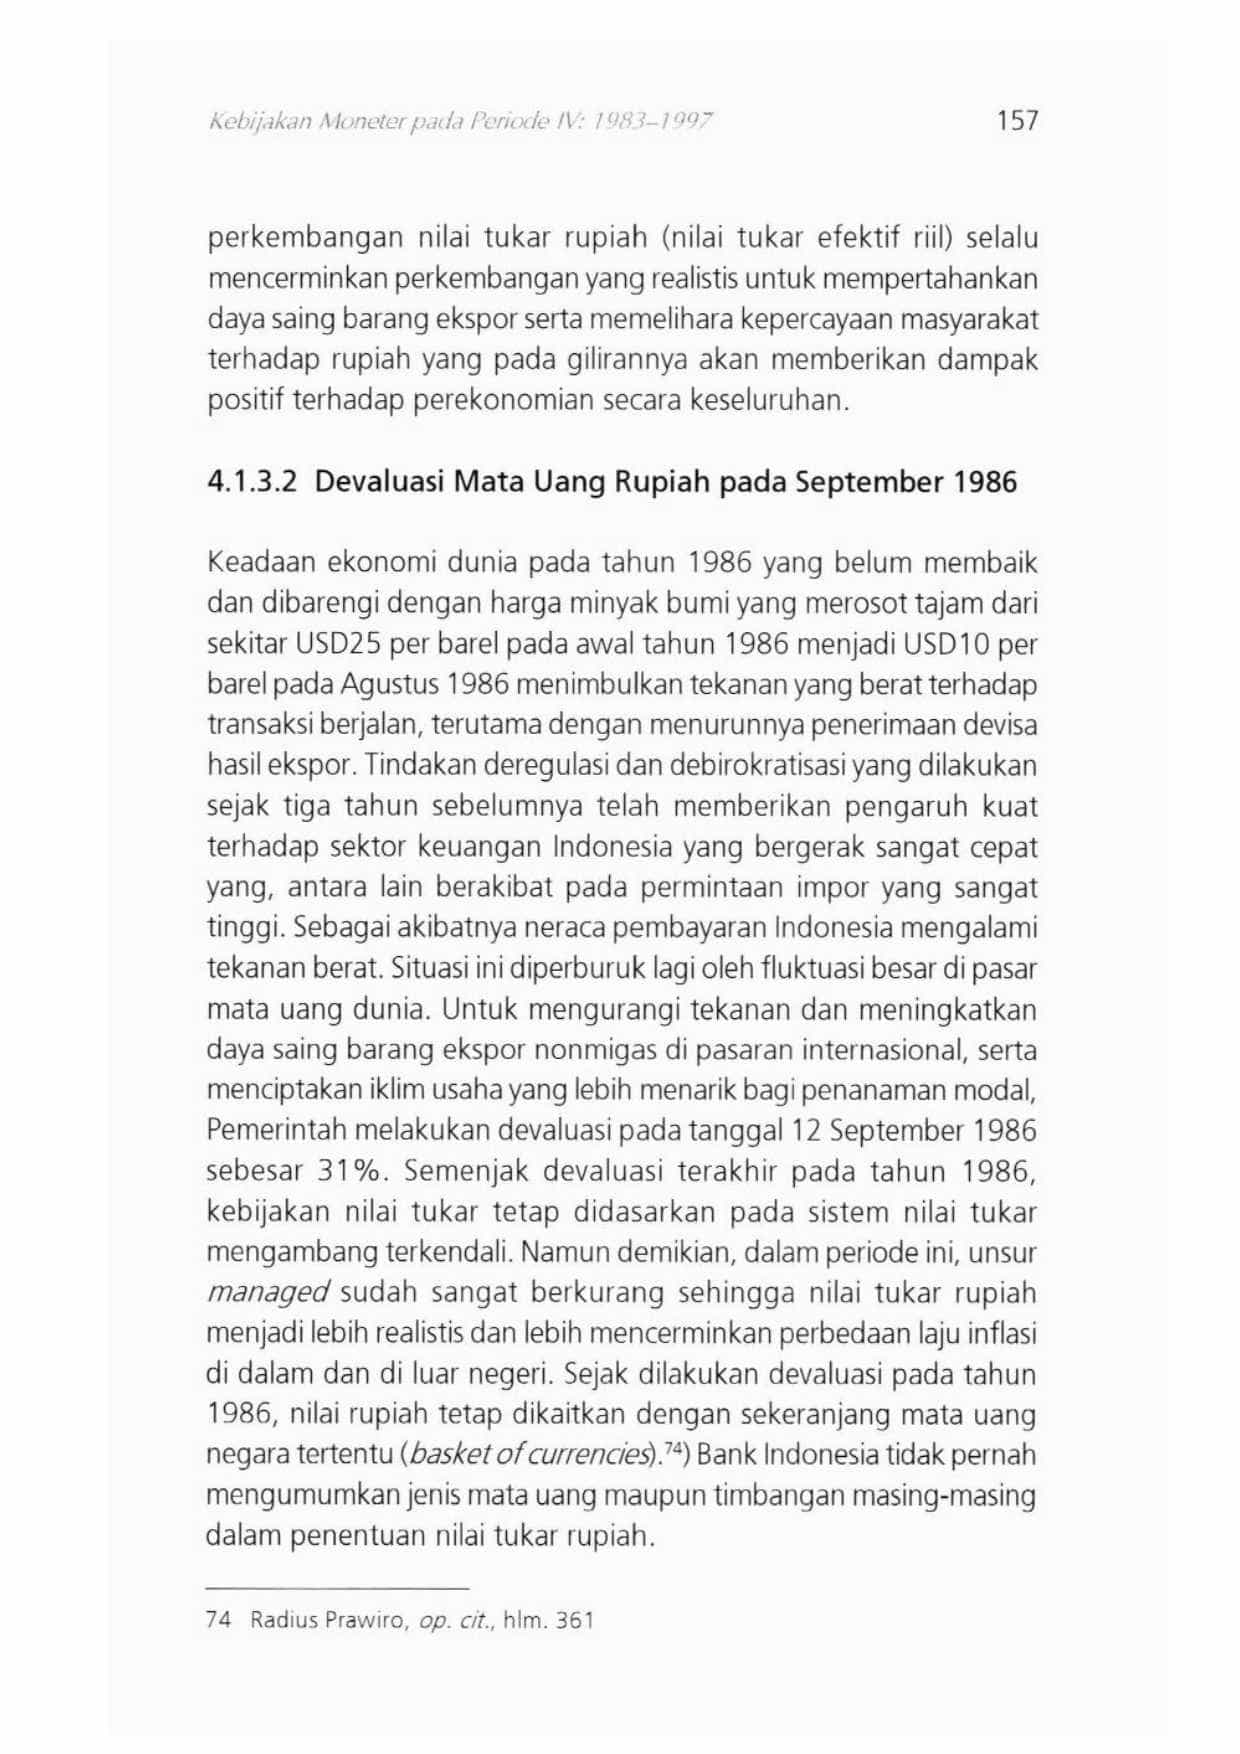 Kebijakan Moneter pada Periode IV: 1983–1997 157
perkembangan nilai tukar rupiah (nilai tukar efektif riil) selalu
mencerminkan perkembangan yang realistis untuk mempertahankan
daya saing barang ekspor serta memelihara kepercayaan masyarakat
terhadap rupiah yang pada gilirannya akan memberikan dampak
positif terhadap perekonomian secara keseluruhan.
4.1.3.2 Devaluasi Mata Uang Rupiah pada September 1986
Keadaan ekonomi dunia pada tahun 1986 yang belum membaik
dan dibarengi dengan harga minyak bumi yang merosot tajam dari
sekitar USD25 per barel pada awal tahun 1986 menjadi USD10 per
barel pada Agustus 1986 menimbulkan tekanan yang berat terhadap
transaksi berjalan, terutama dengan menurunnya penerimaan devisa
hasil ekspor. Tindakan deregulasi dan debirokratisasi yang dilakukan
sejak tiga tahun sebelumnya telah memberikan pengaruh kuat
terhadap sektor keuangan Indonesia yang bergerak sangat cepat
yang, antara lain berakibat pada permintaan impor yang sangat
tinggi. Sebagai akibatnya neraca pembayaran Indonesia mengalami
tekanan berat. Situasi ini diperburuk lagi oleh fluktuasi besar di pasar
mata uang dunia. Untuk mengurangi tekanan dan meningkatkan
daya saing barang ekspor nonmigas di pasaran internasional, serta
menciptakan iklim usaha yang lebih menarik bagi penanaman modal,
Pemerintah melakukan devaluasi pada tanggal 12 September 1986
sebesar 31%. Semenjak devaluasi terakhir pada tahun 1986,
kebijakan nilai tukar tetap didasarkan pada sistem nilai tukar
mengambang terkendali. Namun demikian, dalam periode ini, unsur
managed sudah sangat berkurang sehingga nilai tukar rupiah
menjadi lebih realistis dan lebih mencerminkan perbedaan laju inflasi
di dalam dan di luar negeri. Sejak dilakukan devaluasi pada tahun
1986, nilai rupiah tetap dikaitkan dengan sekeranjang mata uang
negara tertentu (basket of currencies).⁷⁴) Bank Indonesia tidak pernah
mengumumkan jenis mata uang maupun timbangan masing-masing
dalam penentuan nilai tukar rupiah.
74 Radius Prawiro, op. cit., hlm. 361